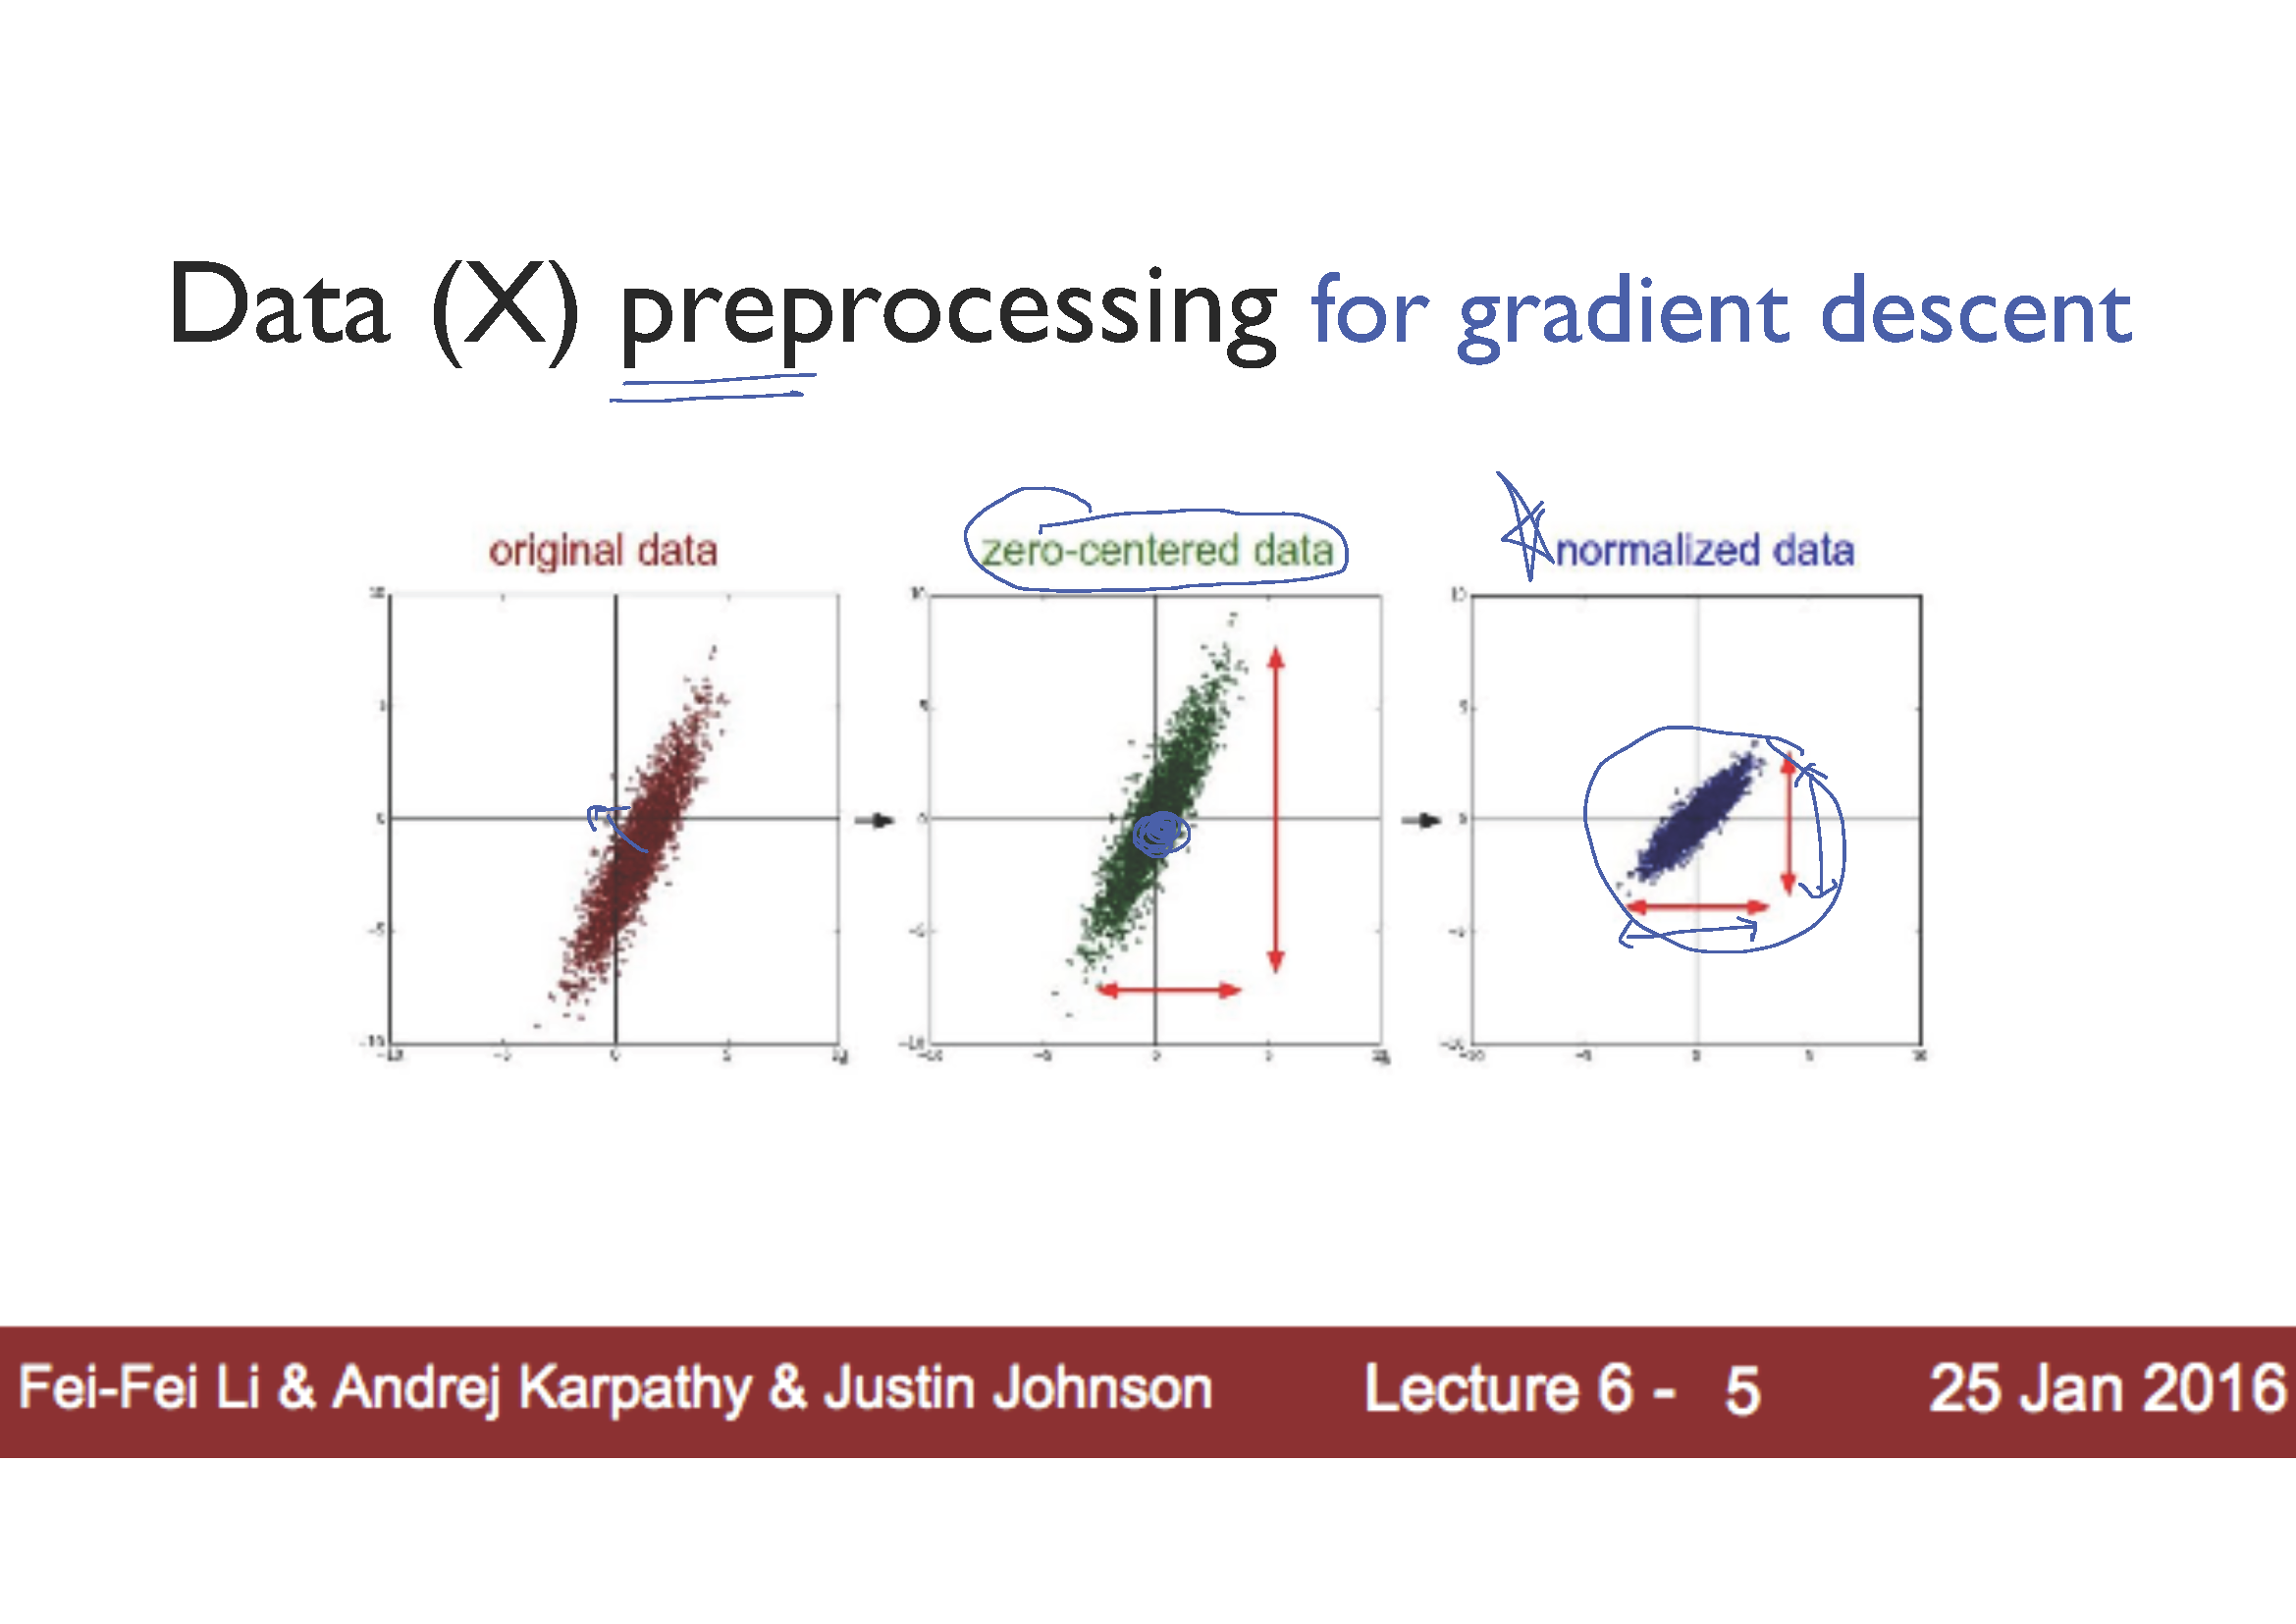 Data (X) preprocessing for gradient descent
original data
zero-centered data
normalized data
Fei-Fei Li & Andrej Karpathy & Justin Johnson Lecture 6 - 5 25 Jan 2016